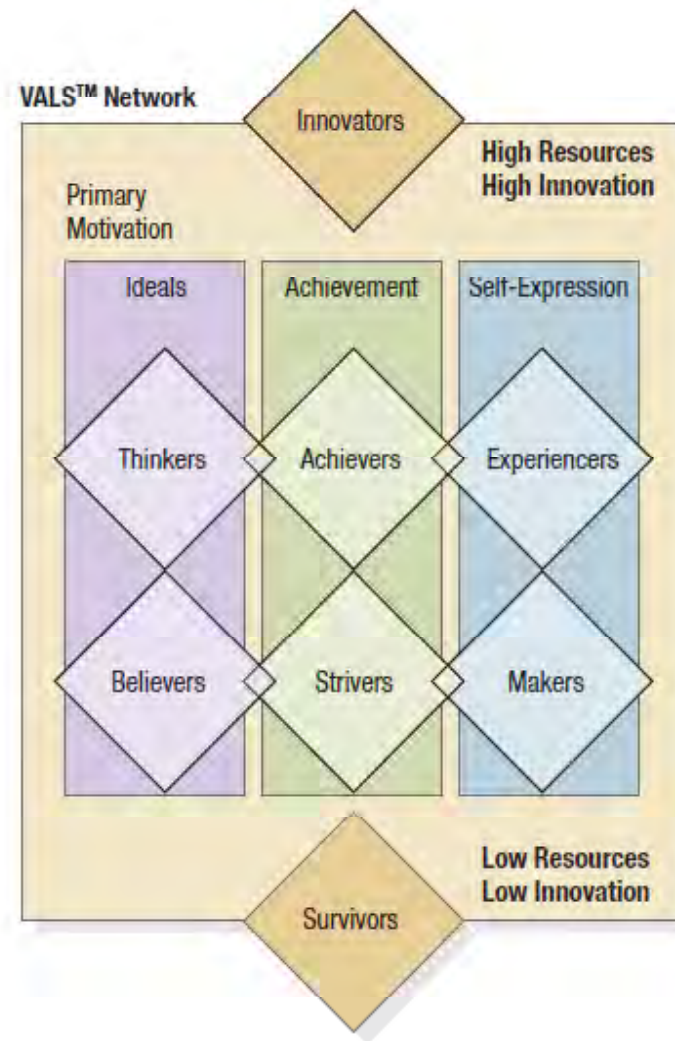 VALS™ Network
Innovators
High Resources
High Innovation
Primary
Motivation
Ideals
Achievement
Self-Expression
Thinkers
Achievers
Experiencers
Believers
Strivers
Makers
Low Resources
Low Innovation
Survivors